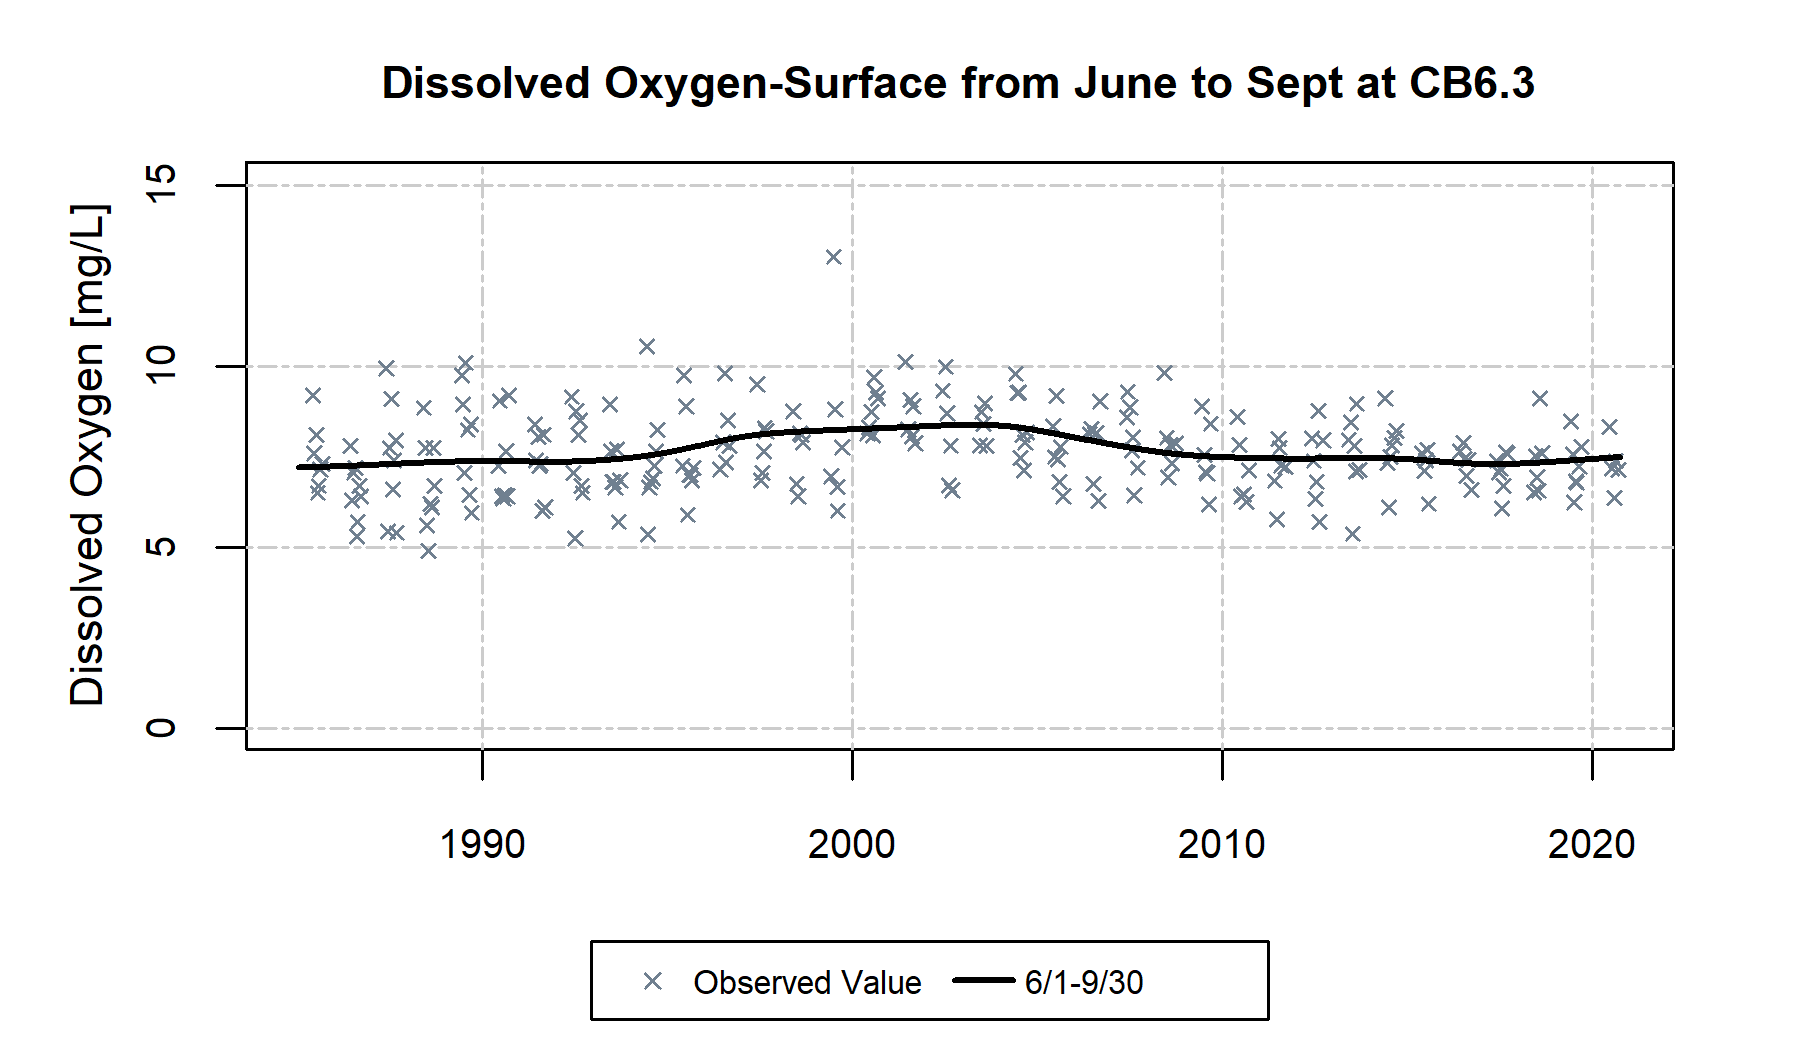 Dissolved Oxygen-Surface from June to Sept at CB6.3
Dissolved Oxygen [mg/L]
15
10
5
0
1990 2000 2010 2020
Observed Value 6/1-9/30